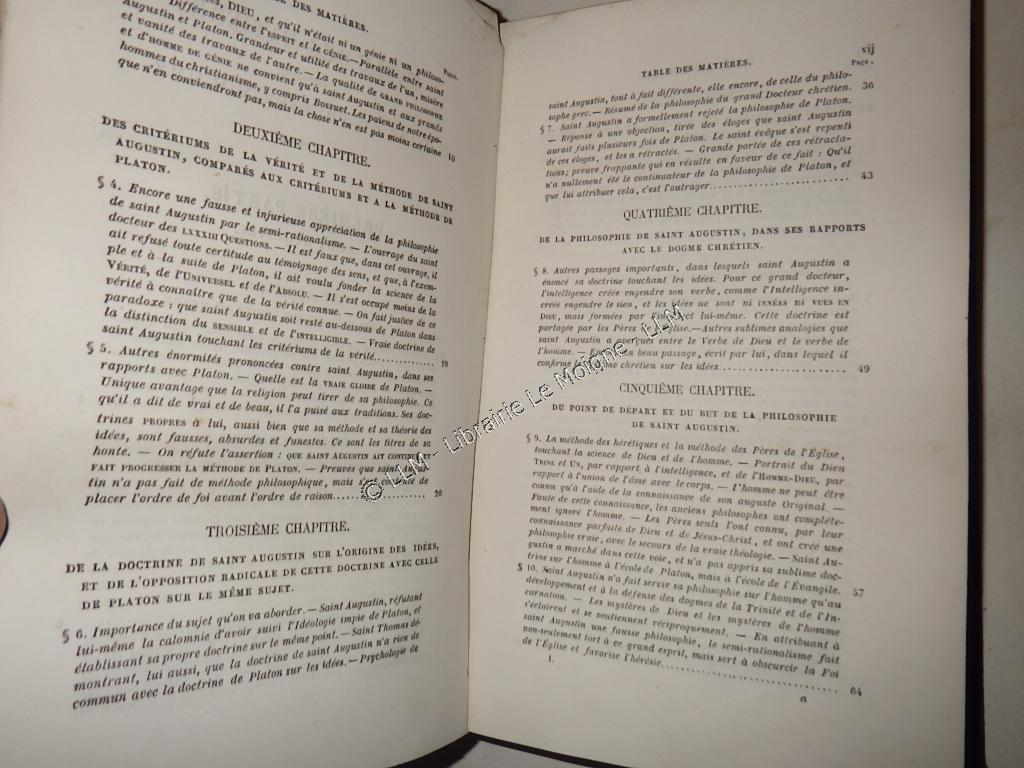 TABLE DES MATIÈRES.
Pages.
DIEU, et qu'il n'était ni un génie ni un philoso-
Différence entre l'ESPRIT et le GÉNIE.—Parallèle entre saint
Augustin et Platon. Grandeur et utilité des travaux de l'un, misère
et vanité des travaux de l'autre. — La qualité de GRAND PHILOSOPHE
et d'HOMME DE GÉNIE ne convient qu'à saint Augustin et aux grands
hommes du christianisme, y compris Bossuet. Les païens de notre épo-
que n'en conviendront pas, mais la chose n'en est pas moins certaine 10
DEUXIÈME CHAPITRE.
DES CRITÉRIUMS DE LA VÉRITÉ ET DE LA MÉTHODE DE SAINT
AUGUSTIN, COMPARÉS AUX CRITÉRIUMS ET A LA MÉTHODE DE
PLATON.
§ 4. Encore une fausse et injurieuse appréciation de la philosophie
de saint Augustin par le semi-rationalisme. — L'ouvrage du saint
docteur des LXXXIII QUESTIONS. — Il est faux que, dans cet ouvrage, il
ait refusé toute certitude au témoignage des sens, et que, à l'exem-
ple et à la suite de Platon, il ait voulu fonder la science de la
VÉRITÉ, de l'UNIVERSEL et de l'ABSOLU. — Il s'est occupé moins de la
vérité à connaître que de la vérité connue. — On fait justice de ce
paradoxe : que saint Augustin soit resté au-dessous de Platon dans
la distinction du SENSIBLE et de l'INTELLIGIBLE. — Vraie doctrine de
saint Augustin touchant les critériums de la vérité.............. 19
§ 5. Autres énormités prononcées contre saint Augustin, dans ses
rapports avec Platon. — Quelle est la VRAIE GLOIRE de Platon. —
Unique avantage que la religion peut tirer de sa philosophie. Ce
qu'il a dit de vrai et de beau, il l'a puisé aux traditions. Ses doc-
trines PROPRES à lui, aussi bien que sa méthode et sa théorie des
idées, sont fausses, absurdes et funestes. Ce sont les titres de sa
honte. — On réfute l'assertion : QUE SAINT AUGUSTIN AIT CONTINUÉ ET
FAIT PROGRESSER LA MÉTHODE DE PLATON. — Preuves que saint Augus-
tin n'a pas fait de méthode philosophique, mais s'est contenté de
placer l'ordre de foi avant l'ordre de raison.................. 26
TROISIÈME CHAPITRE.
DE LA DOCTRINE DE SAINT AUGUSTIN SUR L'ORIGINE DES IDÉES,
ET DE L'OPPOSITION RADICALE DE CETTE DOCTRINE AVEC CELLE
DE PLATON SUR LE MÊME SUJET.
§ 6. Importance du sujet qu'on va aborder. — Saint Augustin, réfutant
lui-même la calomnie d'avoir suivi l'Idéologie impie de Platon, et
établissant sa propre doctrine sur le même point. — Saint Thomas dé-
montrant, lui aussi, que la doctrine de saint Augustin n'a rien de
commun avec la doctrine de Platon sur les idées. — Psychologie de
vij
TABLE DES MATIÈRES.
Page.
saint Augustin, tout à fait différente, elle encore, de celle du philo-
sophe grec. — Résumé de la philosophie du grand Docteur chrétien. 36
§ 7. Saint Augustin a formellement rejeté la philosophie de Platon.
— Réponse à une objection, tirée des éloges que saint Augustin
aurait faits plusieurs fois de Platon. Le saint évêque s'est repenti
de ces éloges, et les a rétractés. — Grande portée de ces rétracta-
tions; preuve frappante qui en résulte en faveur de ce fait : Qu'il
n'a nullement été le continuateur de la philosophie de Platon, et
que lui attribuer cela, c'est l'outrager........................ 43
QUATRIÈME CHAPITRE.
DE LA PHILOSOPHIE DE SAINT AUGUSTIN, DANS SES RAPPORTS
AVEC LE DOGME CHRÉTIEN.
§ 8. Autres passages importants, dans lesquels saint Augustin a
énoncé sa doctrine touchant les idées. Pour ce grand docteur,
l'intelligence créée engendre son verbe, comme l'Intelligence in-
créée engendre le sien, et les idées ne sont NI INNÉES NI VUES EN
DIEU, mais formées par l'intellect lui-même. Cette doctrine est
partagée par les Pères de l'Église.—Autres sublimes analogies que
saint Augustin a aperçues entre le Verbe de Dieu et le verbe de
l'homme. — Encore un beau passage, écrit par lui, dans lequel il
confirme le dogme chrétien sur les idées.................... 49
CINQUIÈME CHAPITRE.
DU POINT DE DÉPART ET DU BUT DE LA PHILOSOPHIE
DE SAINT AUGUSTIN.
§ 9. La méthode des hérétiques et la méthode des Pères de l'Église,
touchant la science de Dieu et de l'homme. — Portrait du Dieu
TRINE ET UN, par rapport à l'intelligence, et de l'HOMME-DIEU, par
rapport à l'union de l'âme avec le corps. — L'homme ne peut être
connu qu'à l'aide de la connaissance de son auguste Original. —
Faute de cette connaissance, les anciens philosophes ont complète-
ment ignoré l'homme. — Les Pères seuls l'ont connu, par leur
connaissance parfaite de Dieu et de Jésus-Christ, et ont créé une
philosophie vraie, avec le secours de la vraie théologie. — Saint Au-
gustin a marché dans cette voie, et n'a pas appris sa sublime doc-
trine sur l'homme à l'école de Platon, mais à l'école de l'Évangile. 57
§ 10. Saint Augustin n'a fait servir sa philosophie sur l'homme qu'au
développement et à la défense des dogmes de la Trinité et de l'In-
carnation. — Les mystères de Dieu et les mystères de l'homme
s'éclairent et se soutiennent réciproquement. — En attribuant à
saint Augustin une fausse philosophie, le semi-rationalisme fait
non-seulement tort à ce grand esprit, mais sert à obscurcir la Foi
de l'Église et favorise l'hérésie.............................. 64
I.
a
© LLM - Librairie Le Moigne LLM